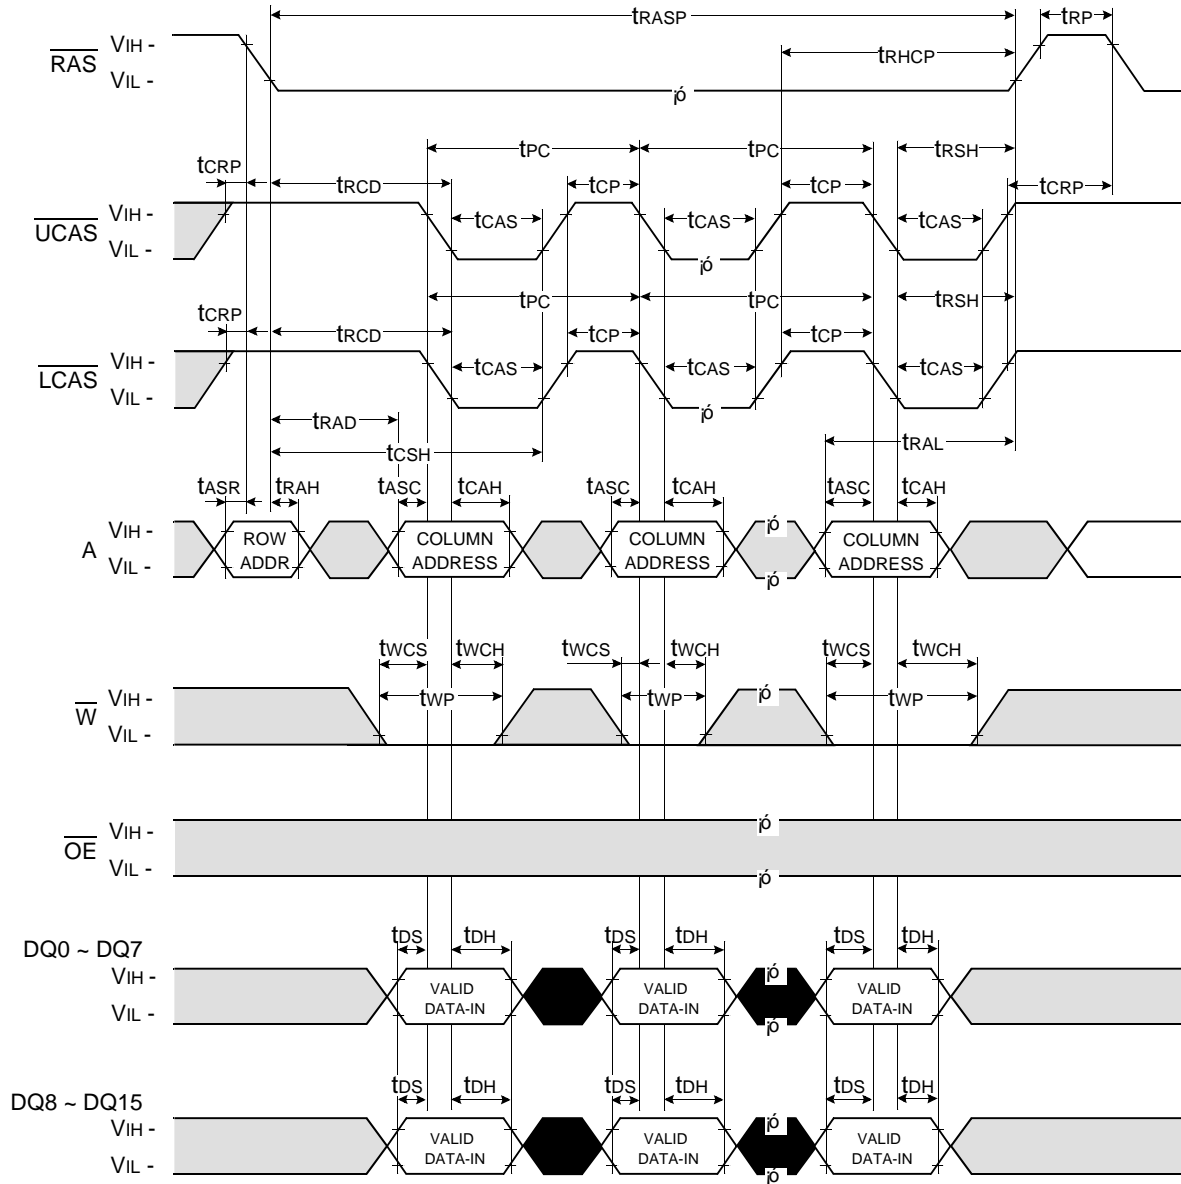 tRASP
tRP
RAS
VIH -
VIL -
tRHCP
¡ó
tCRP
tRCD
tPC
tPC
tRSH
tCP
tCP
tCRP
UCAS
VIH -
VIL -
tCAS
tCAS
tCAS
¡ó
tCRP
tRCD
tPC
tPC
tRSH
tCP
tCP
LCAS
VIH -
VIL -
tCAS
tCAS
tCAS
¡ó
tRAD
tCSH
tRAL
tASR
tRAH
tASC
tCAH
tASC
tCAH
tASC
tCAH
A
VIH -
VIL -
ROW
ADDR
COLUMN
ADDRESS
COLUMN
ADDRESS
¡ó
¡ó
COLUMN
ADDRESS
tWCS
tWCH
tWCS
tWCH
tWCS
tWCH
W
VIH -
VIL -
tWP
tWP
¡ó
tWP
OE
VIH -
VIL -
¡ó
¡ó
DQ0 ~ DQ7
VIH -
VIL -
tDS
tDH
tDS
tDH
tDS
tDH
VALID
DATA-IN
VALID
DATA-IN
¡ó
¡ó
VALID
DATA-IN
DQ8 ~ DQ15
VIH -
VIL -
tDS
tDH
tDS
tDH
tDS
tDH
VALID
DATA-IN
VALID
DATA-IN
¡ó
¡ó
VALID
DATA-IN